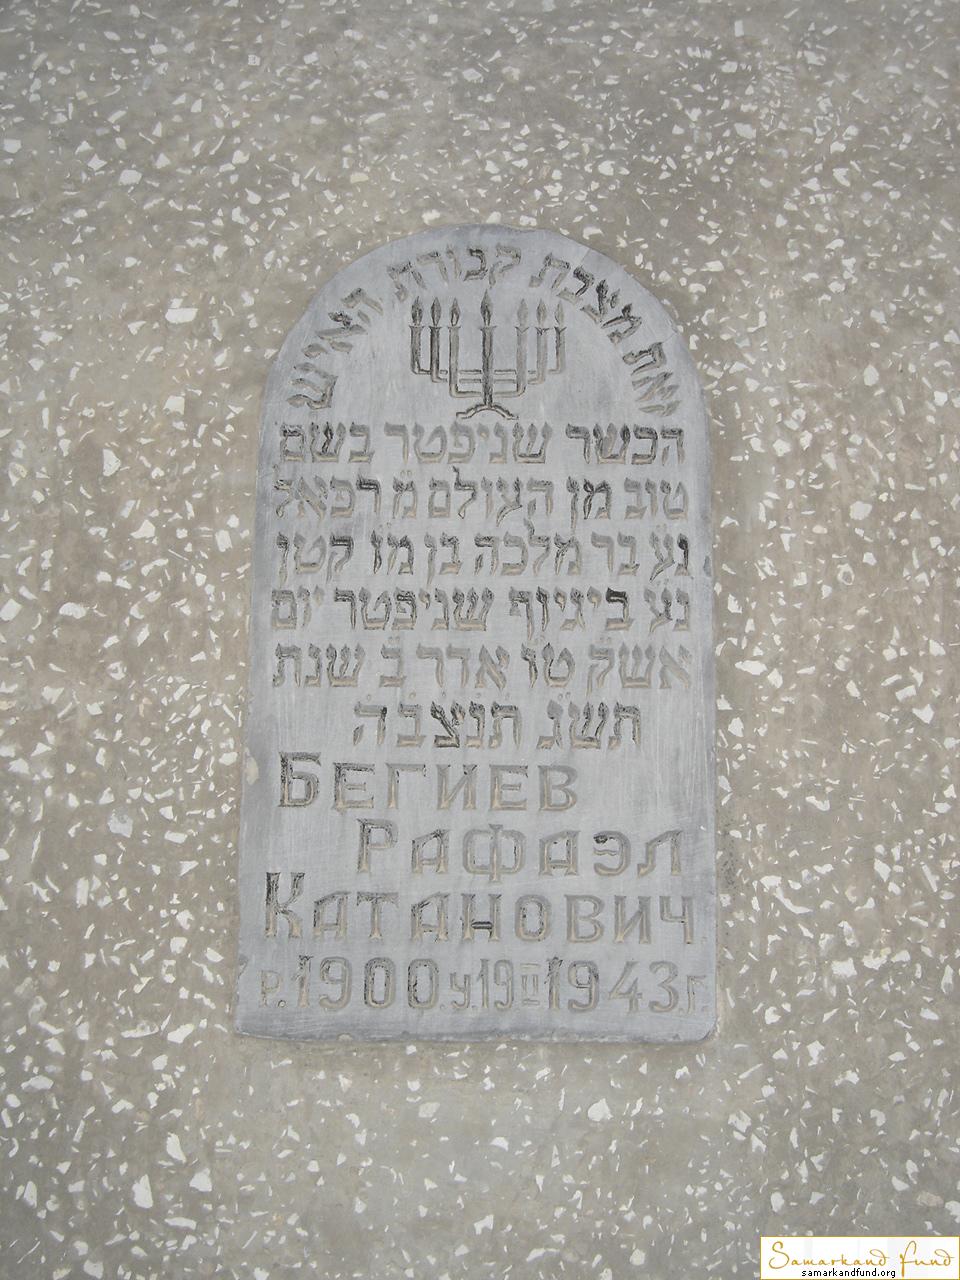 זאת מצבת קבורת האיש
הכשר שניפטר בשם
טוב מן העולם מ רפאל
נע בר מלכה בן מו קטן
נע ביגיוף שניפטר יום
אשק טו אדר ב שנת
תשג תנצבה
БЕГИЕВ
РАФАЭЛ
КАТАНОВИЧ
р.1900.у.19 III 1943.г.
Samarkand Fund
samarkandfund.org